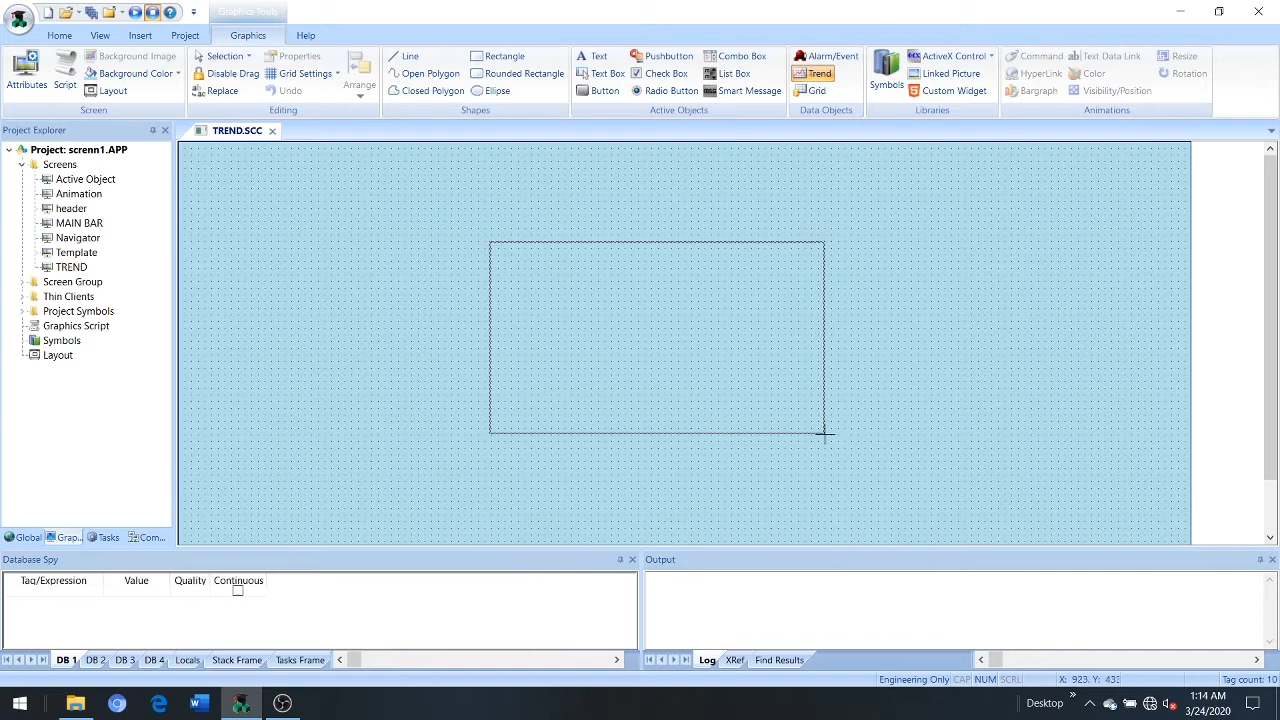 Graphics Tools
Home View Insert Project Graphics Help
Attributes Script Background Image Background Color Layout
Screen
Selection Disable Drag Replace Properties Grid Settings Undo Arrange
Editing
Line Open Polygon Closed Polygon Rectangle Rounded Rectangle Ellipse
Shapes
Text Text Box Button Pushbutton Check Box Radio Button Combo Box List Box Smart Message
Active Objects
Alarm/Event Trend Grid
Data Objects
Symbols ActiveX Control Linked Picture Custom Widget
Libraries
Command HyperLink Bargraph Text Data Link Color Visibility/Position Resize Rotation
Animations
Project Explorer
TREND.SCC
Project: screnn1.APP
Screens
Active Object
Animation
header
MAIN BAR
Navigator
Template
TREND
Screen Group
Thin Clients
Project Symbols
Graphics Script
Symbols
Layout
Global Grap... Tasks Com...
Database Spy
Tag/Expression Value Quality Continuous
DB 1 DB 2 DB 3 DB 4 Locals Stack Frame Tasks Frame
Output
Log XRef Find Results
Engineering Only CAP NUM SCRL X: 923, Y: 433 Tag count: 10
Desktop
1:14 AM
3/24/2020